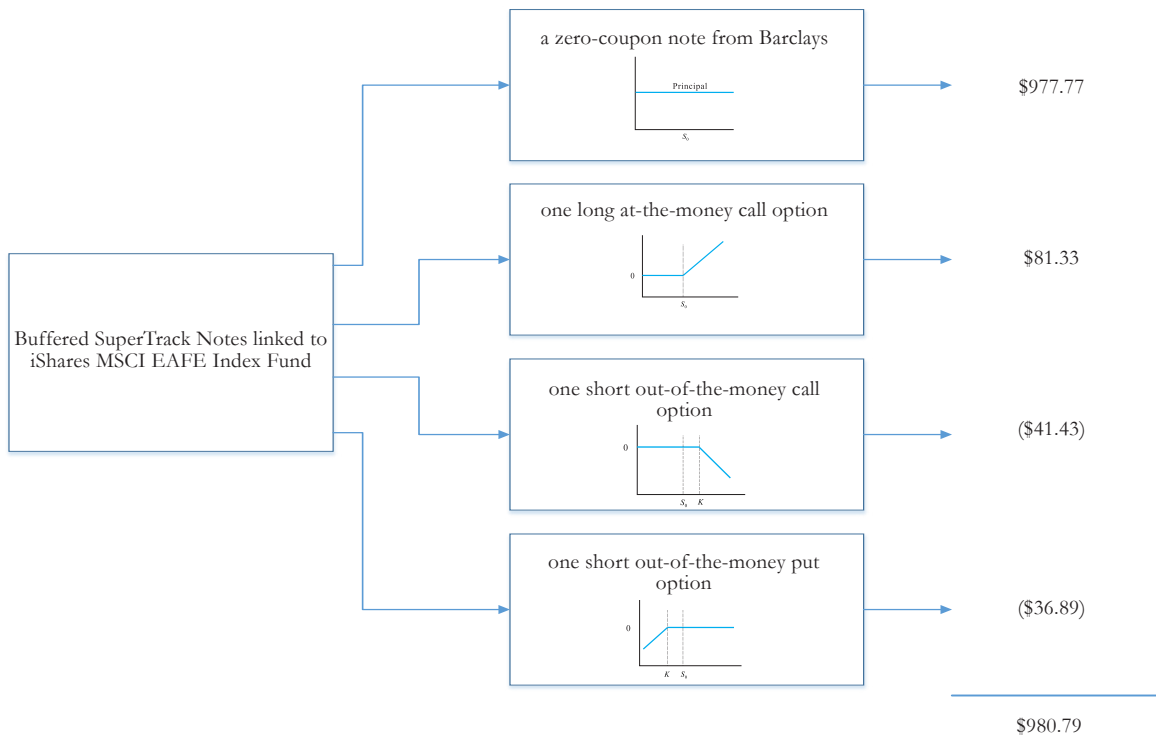 a zero-coupon note from Barclays
Principal
S₀
$977.77
one long at-the-money call option
0
S₀
$81.33
Buffered SuperTrack Notes linked to
iShares MSCI EAFE Index Fund
one short out-of-the-money call
option
0
S₀ K
($41.43)
one short out-of-the-money put
option
0
K S₀
($36.89)
$980.79